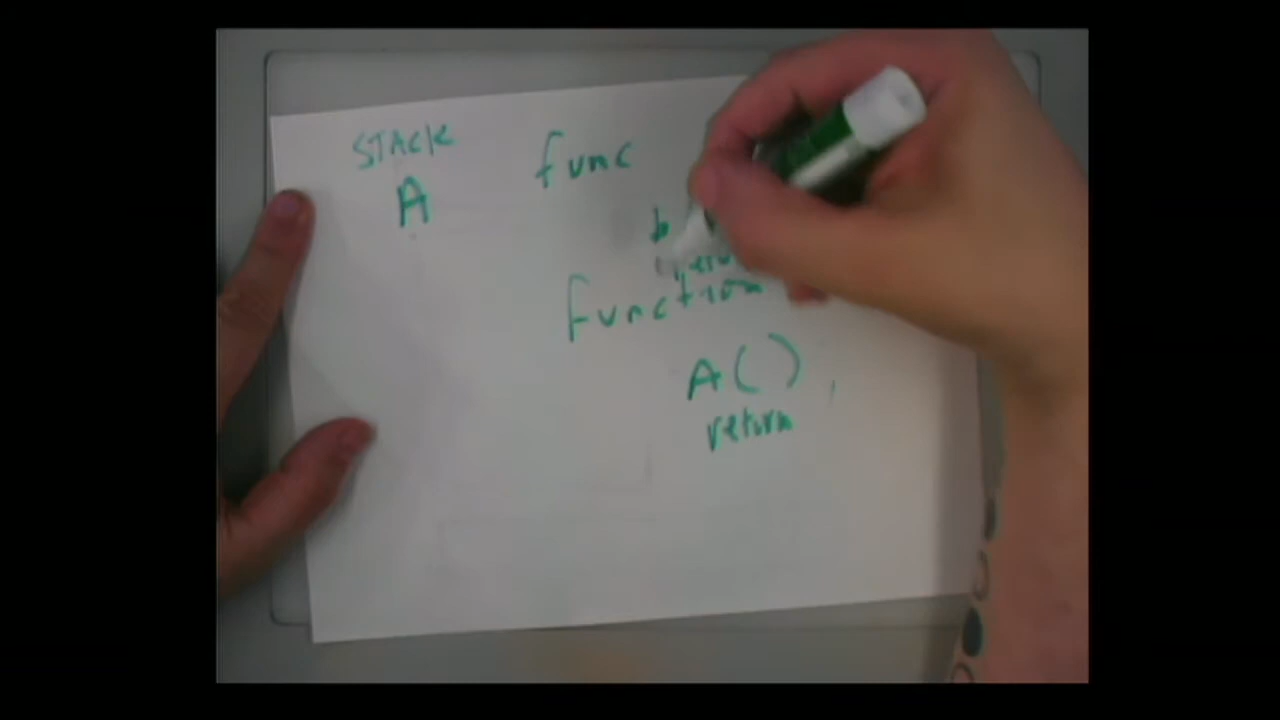 STACK
A
func
b
function
A()
return